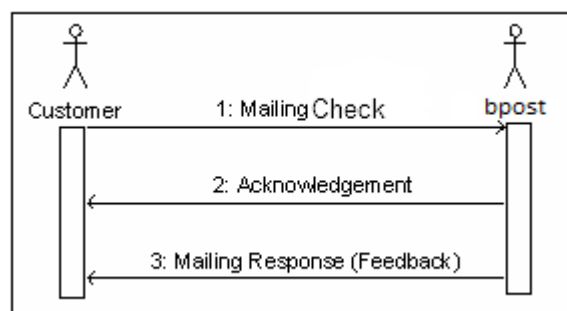 Customer
bpost
1: Mailing Check
2: Acknowledgement
3: Mailing Response (Feedback)